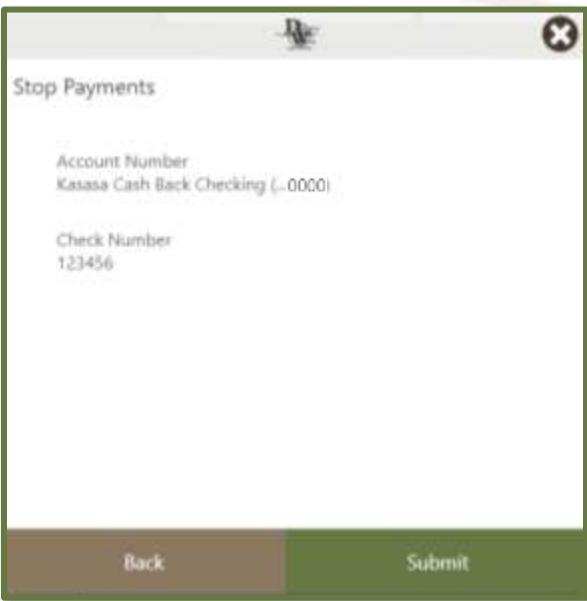 Stop Payments
Account Number
Kasasa Cash Back Checking (...0000)
Check Number
123456
Back
Submit